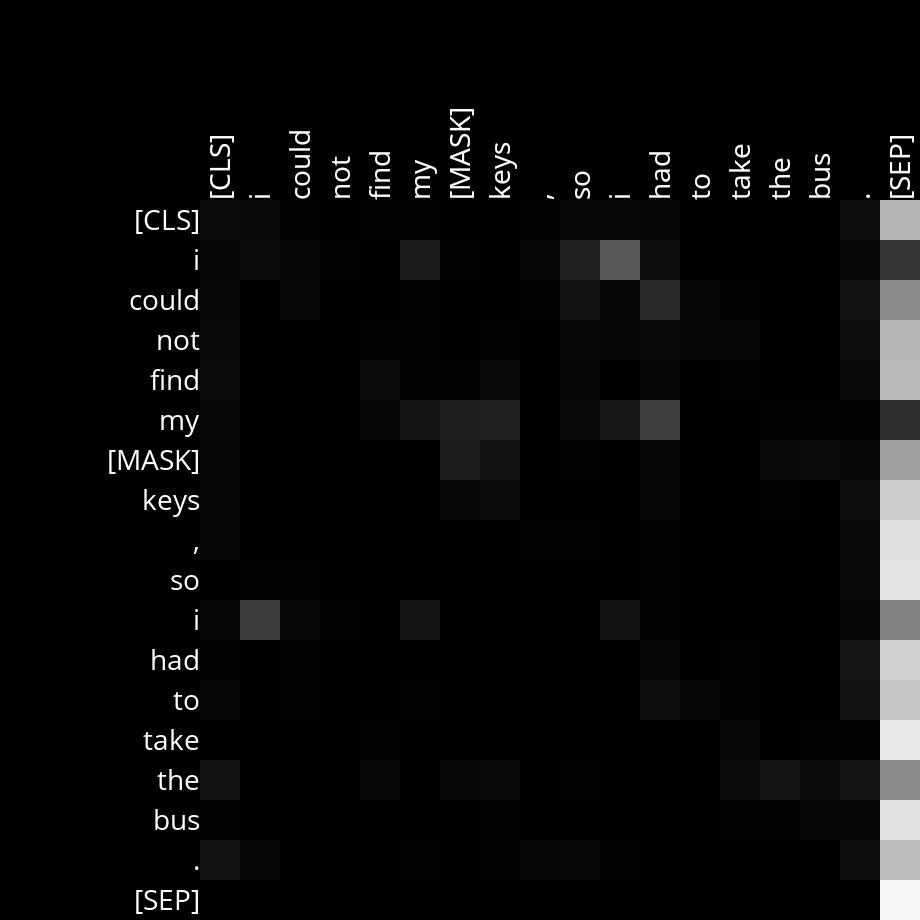 [CLS] i could not find my [MASK] keys , so i had to take the bus . [SEP]
[CLS]
i
could
not
find
my
[MASK]
keys
,
so
i
had
to
take
the
bus
.
[SEP]